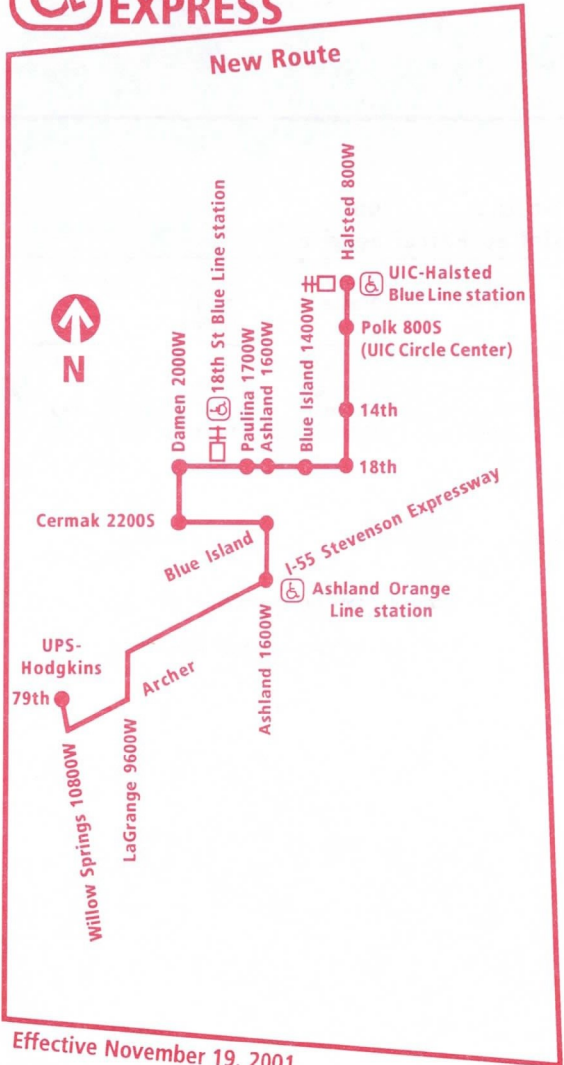 EXPRESS
New Route
Halsted 800W
UIC-Halsted
Blue Line station
Polk 800S
(UIC Circle Center)
14th
18th
Blue Island 1400W
Ashland 1600W
Paulina 1700W
18th St Blue Line station
Damen 2000W
N
Cermak 2200S
Blue Island
I-55 Stevenson Expressway
Ashland Orange
Line station
Ashland 1600W
Archer
UPS-
Hodgkins
79th
LaGrange 9600W
Willow Springs 10800W
Effective November 19, 2001